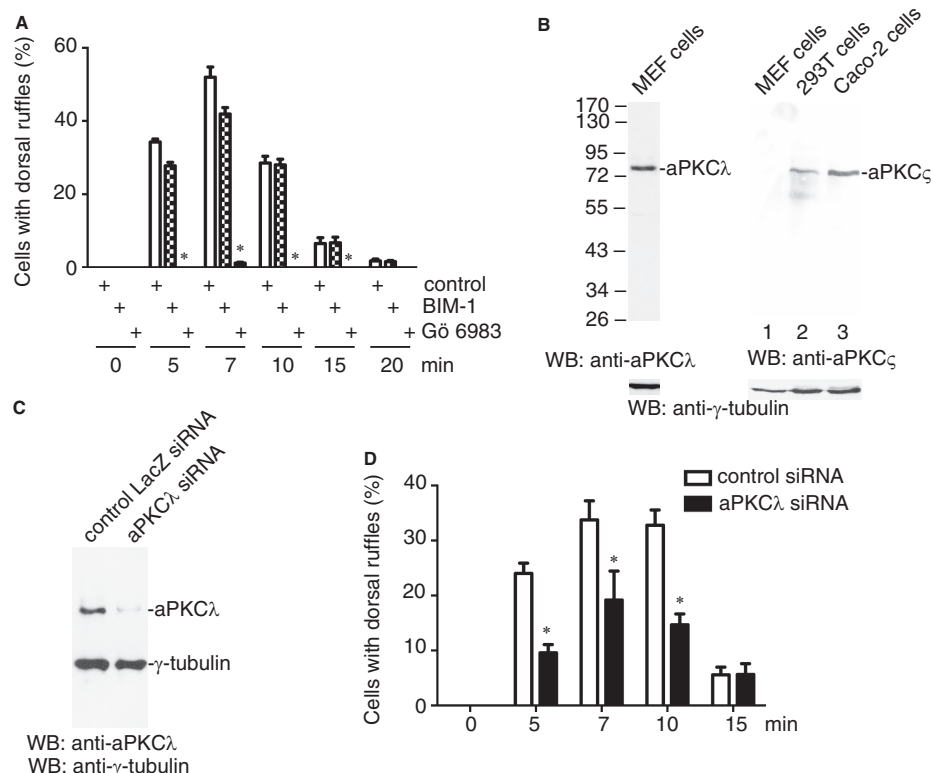 A
Cells with dorsal ruffles (%)
60
40
20
0
+ + + + + + control
+ + + + + + BIM-1
+ + + + + + Gö 6983
* * * *
0 5 7 10 15 20 min
B
MEF cells
MEF cells
293T cells
Caco-2 cells
170
130
95
72
55
43
34
26
-aPKCλ
-aPKCς
1 2 3
WB: anti-aPKCλ
WB: anti-aPKCς
WB: anti-γ-tubulin
C
control LacZ siRNA
aPKCλ siRNA
-aPKCλ
-γ-tubulin
WB: anti-aPKCλ
WB: anti-γ-tubulin
D
Cells with dorsal ruffles (%)
40
30
20
10
0
control siRNA
aPKCλ siRNA
* * *
0 5 7 10 15 min